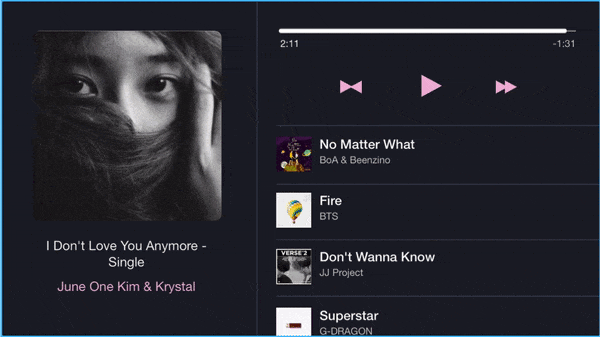 I Don't Love You Anymore -
Single
June One Kim & Krystal
2:11
-1:31
No Matter What
BoA & Beenzino
Fire
BTS
VERSE'2
Don't Wanna Know
JJ Project
Superstar
G-DRAGON